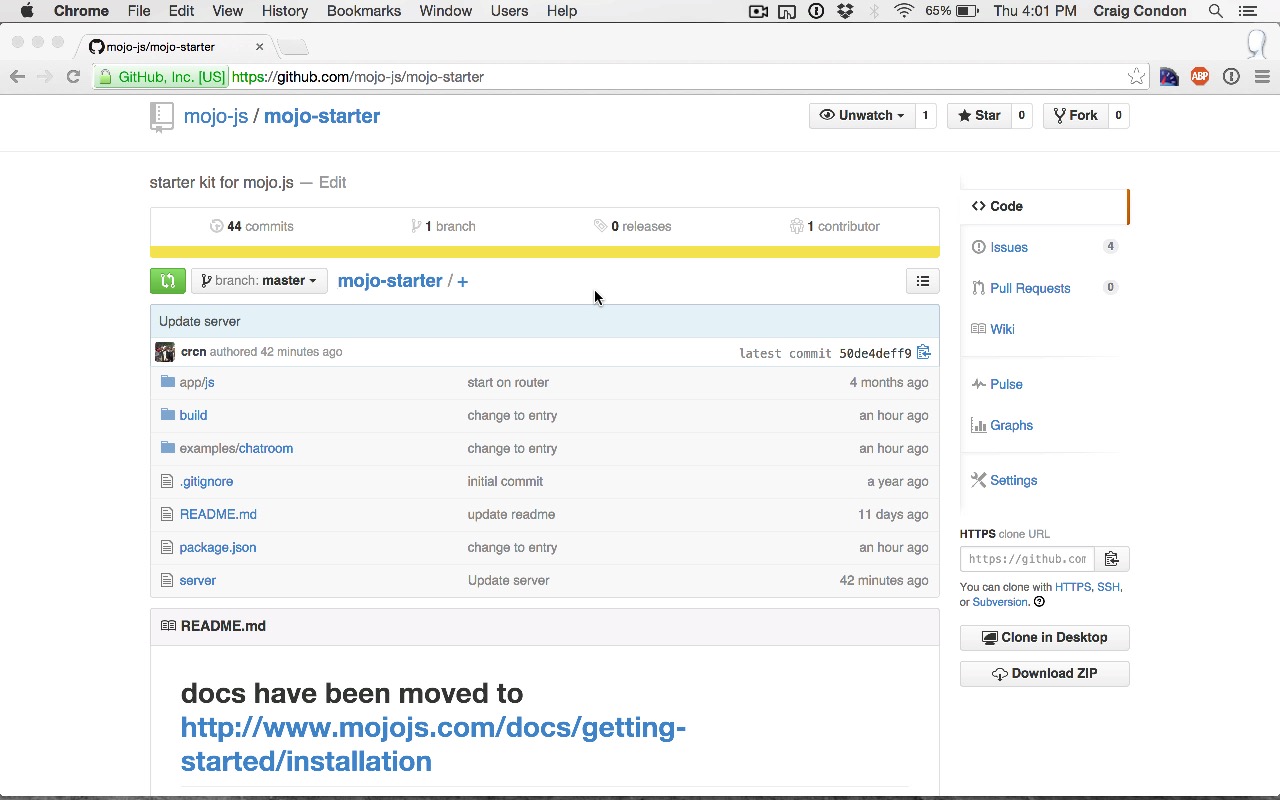 Chrome File Edit View History Bookmarks Window Users Help 65% Thu 4:01 PM Craig Condon
mojo-js/mojo-starter
GitHub, Inc. [US] https://github.com/mojo-js/mojo-starter
ABP
mojo-js / mojo-starter
Unwatch 1 Star 0 Fork 0
starter kit for mojo.js — Edit
44 commits 1 branch 0 releases 1 contributor
branch: master mojo-starter / +
Update server
crcn authored 42 minutes ago latest commit 50de4deff9
app/js start on router 4 months ago
build change to entry an hour ago
examples/chatroom change to entry an hour ago
.gitignore initial commit a year ago
README.md update readme 11 days ago
package.json change to entry an hour ago
server Update server 42 minutes ago
README.md
docs have been moved to
http://www.mojojs.com/docs/getting-
started/installation
Code
Issues 4
Pull Requests 0
Wiki
Pulse
Graphs
Settings
HTTPS clone URL
https://github.com
You can clone with HTTPS, SSH,
or Subversion.
Clone in Desktop
Download ZIP